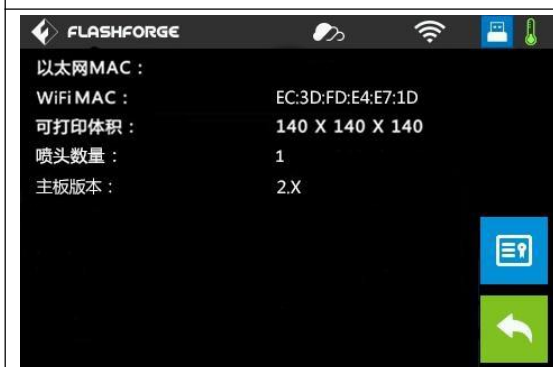 FLASHFORGE
以太网MAC：
WiFi MAC： EC:3D:FD:E4:E7:1D
可打印体积： 140 X 140 X 140
喷头数量： 1
主板版本： 2.X